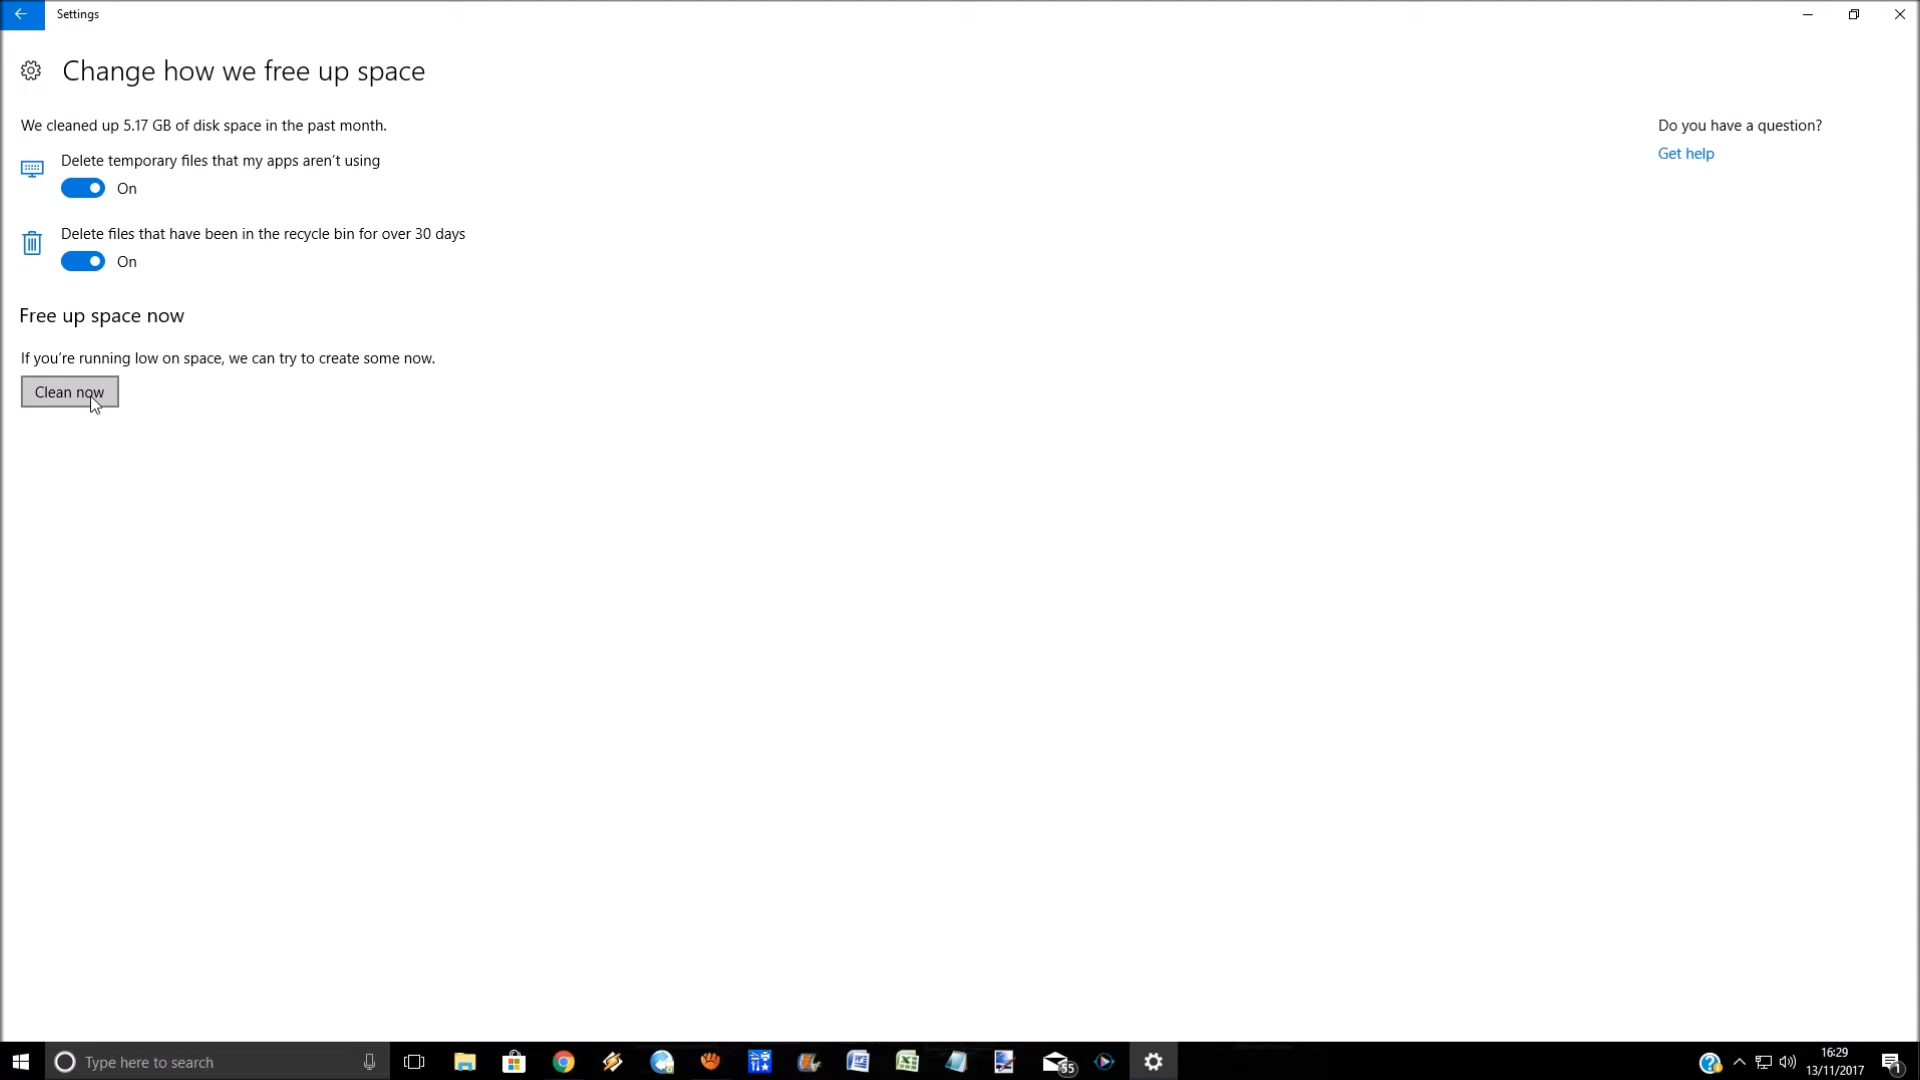 Settings
Change how we free up space
We cleaned up 5.17 GB of disk space in the past month.
Delete temporary files that my apps aren't using
On
Delete files that have been in the recycle bin for over 30 days
On
Free up space now
If you're running low on space, we can try to create some now.
Clean now
Do you have a question?
Get help
Type here to search
55
16:29
13/11/2017
1